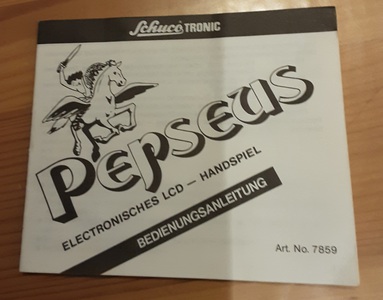 Schuco TRONIC
Perseus
ELECTRONISCHES LCD — HANDSPIEL
BEDIENUNGSANLEITUNG
Art. No. 7859